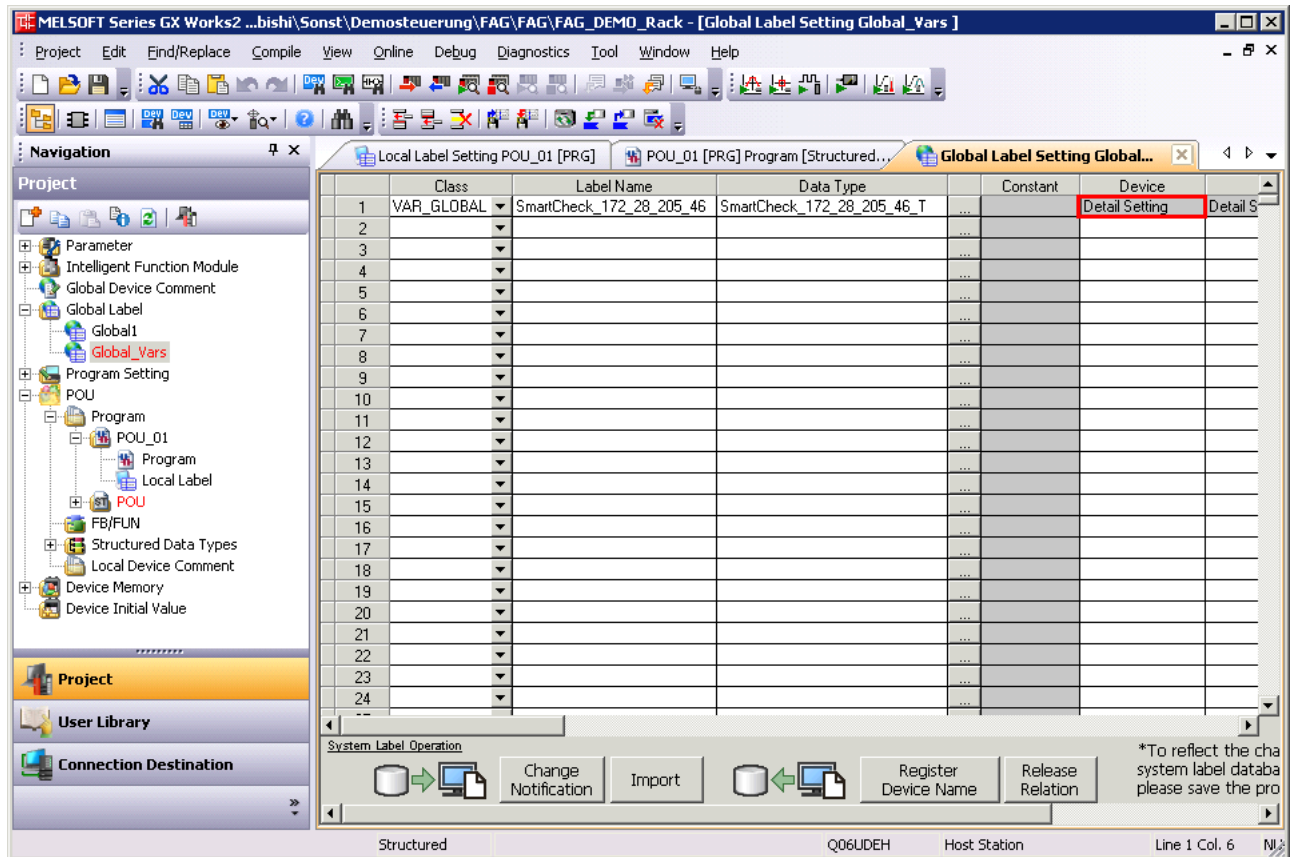 MELSOFT Series GX Works2 ...bishi\Sonst\Demosteuerung\FAG\FAG\FAG_DEMO_Rack - [Global Label Setting Global_Vars ]
Project Edit Find/Replace Compile View Online Debug Diagnostics Tool Window Help
Navigation
Local Label Setting POU_01 [PRG]
POU_01 [PRG] Program [Structured...
Global Label Setting Global...
Project
Parameter
Intelligent Function Module
Global Device Comment
Global Label
Global1
Global_Vars
Program Setting
POU
Program
POU_01
Program
Local Label
POU
FB/FUN
Structured Data Types
Local Device Comment
Device Memory
Device Initial Value
Project
User Library
Connection Destination
Class Label Name Data Type Constant Device
1 VAR_GLOBAL SmartCheck_172_28_205_46 SmartCheck_172_28_205_46_T ... Detail Setting Detail S
2 ...
3 ...
4 ...
5 ...
6 ...
7 ...
8 ...
9 ...
10 ...
11 ...
12 ...
13 ...
14 ...
15 ...
16 ...
17 ...
18 ...
19 ...
20 ...
21 ...
22 ...
23 ...
24 ...
System Label Operation
Change Notification
Import
Register Device Name
Release Relation
*To reflect the cha
system label databa
please save the pro
Structured Q06UDEH Host Station Line 1 Col. 6